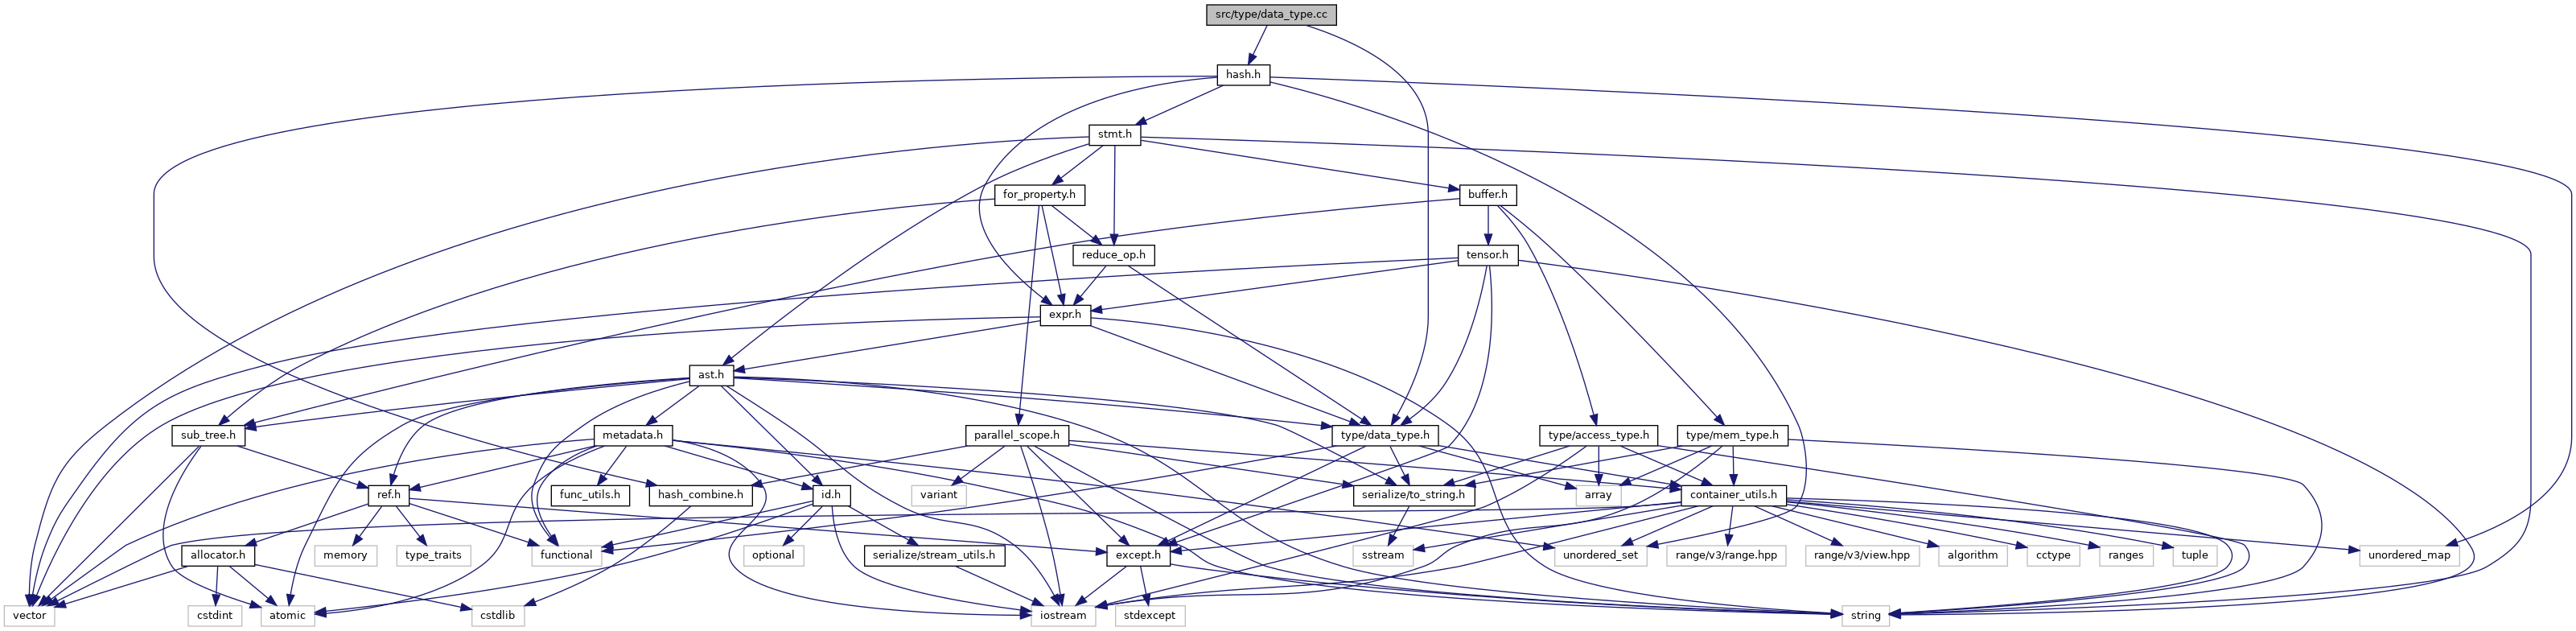 src/type/data_type.cc
hash.h
stmt.h
for_property.h
buffer.h
reduce_op.h
tensor.h
expr.h
ast.h
sub_tree.h
metadata.h
parallel_scope.h
type/data_type.h
type/access_type.h
type/mem_type.h
ref.h
func_utils.h
hash_combine.h
id.h
variant
serialize/to_string.h
array
container_utils.h
allocator.h
memory
type_traits
functional
optional
serialize/stream_utils.h
except.h
sstream
unordered_set
range/v3/range.hpp
range/v3/view.hpp
algorithm
cctype
ranges
tuple
unordered_map
vector
cstdint
atomic
cstdlib
iostream
stdexcept
string